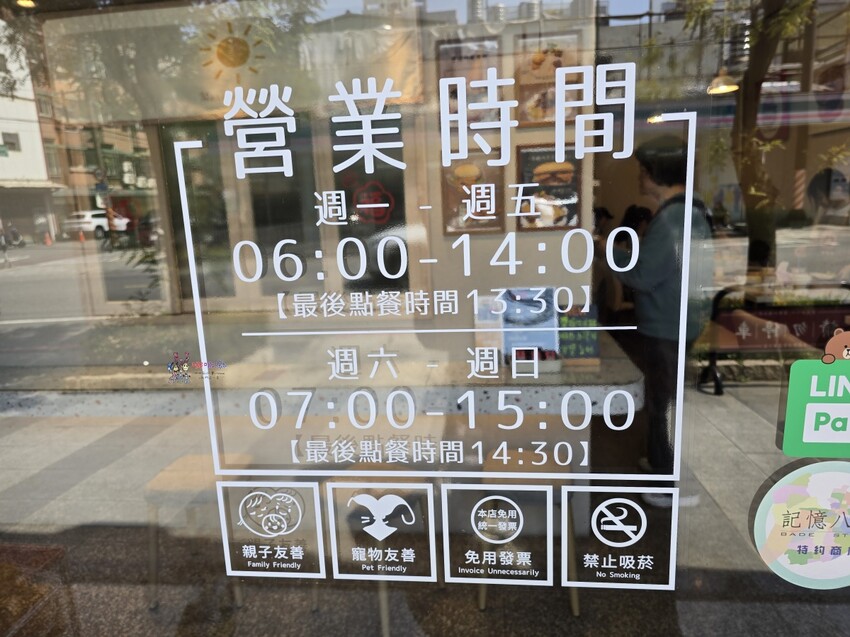 營業時間
週一 - 週五
06:00-14:00
【最後點餐時間13:30】
週六 - 週日
07:00-15:00
【最後點餐時間14:30】
親子友善
Family Friendly
寵物友善
Pet Friendly
本店免用
統一發票
免用發票
Invoice Unnecessarily
禁止吸菸
No Smoking
LIN
Pa
記憶八
特約商